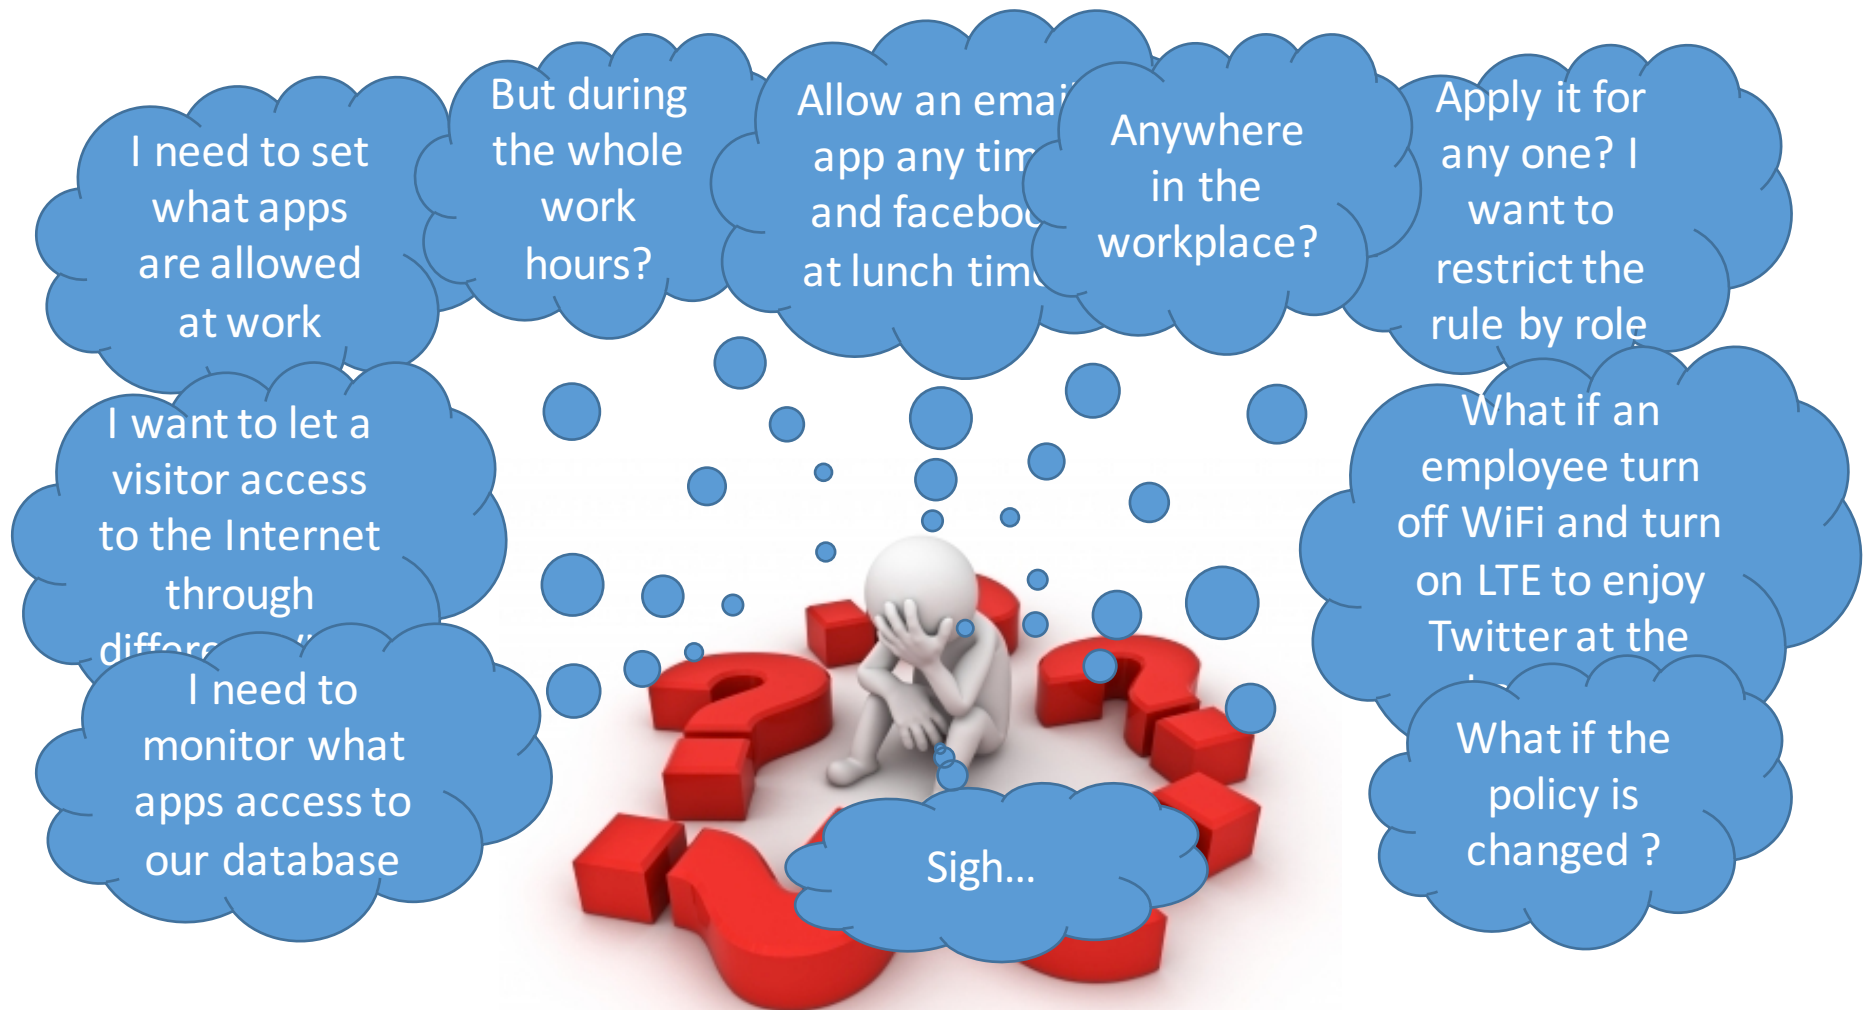 I need to set
what apps
are allowed
at work
But during
the whole
work
hours?
Allow an
app any
and
at lunch
Anywhere
in the
workplace?
Apply it for
any one? I
want to
restrict the
rule by role
I want to let a
visitor access
to the Internet
through
What if an
employee turn
off WiFi and turn
on LTE to enjoy
Twitter at the
I need to
monitor what
apps access to
our database
What if the
policy is
changed ?
Sigh...